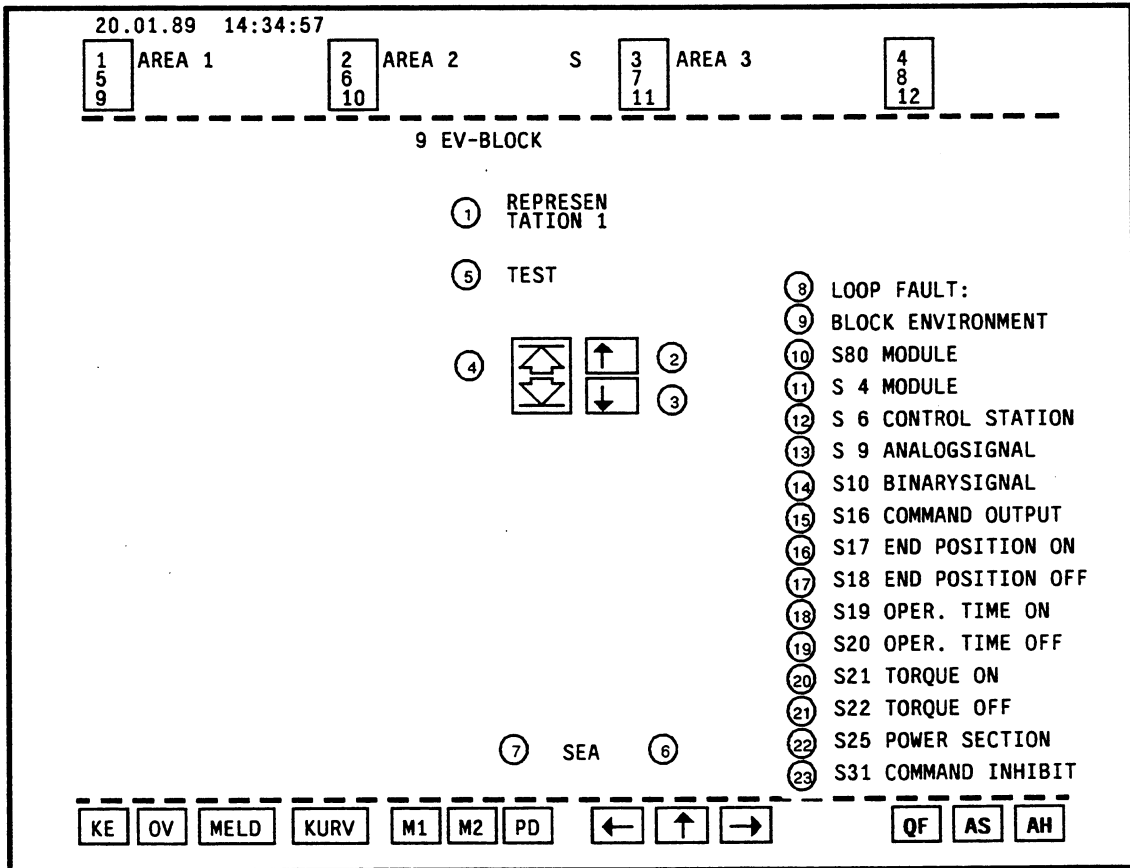 20.01.89 14:34:57
1 AREA 1 2 AREA 2 S 3 AREA 3 4
5 6 7 8
9 10 11 12
9 EV-BLOCK
1 REPRESEN
TATION 1
5 TEST
4 2
3
8 LOOP FAULT:
9 BLOCK ENVIRONMENT
10 S80 MODULE
11 S 4 MODULE
12 S 6 CONTROL STATION
13 S 9 ANALOGSIGNAL
14 S10 BINARYSIGNAL
15 S16 COMMAND OUTPUT
16 S17 END POSITION ON
17 S18 END POSITION OFF
18 S19 OPER. TIME ON
19 S20 OPER. TIME OFF
20 S21 TORQUE ON
21 S22 TORQUE OFF
22 S25 POWER SECTION
23 S31 COMMAND INHIBIT
7 SEA 6
KE OV MELD KURV M1 M2 PD ← ↑ → QF AS AH